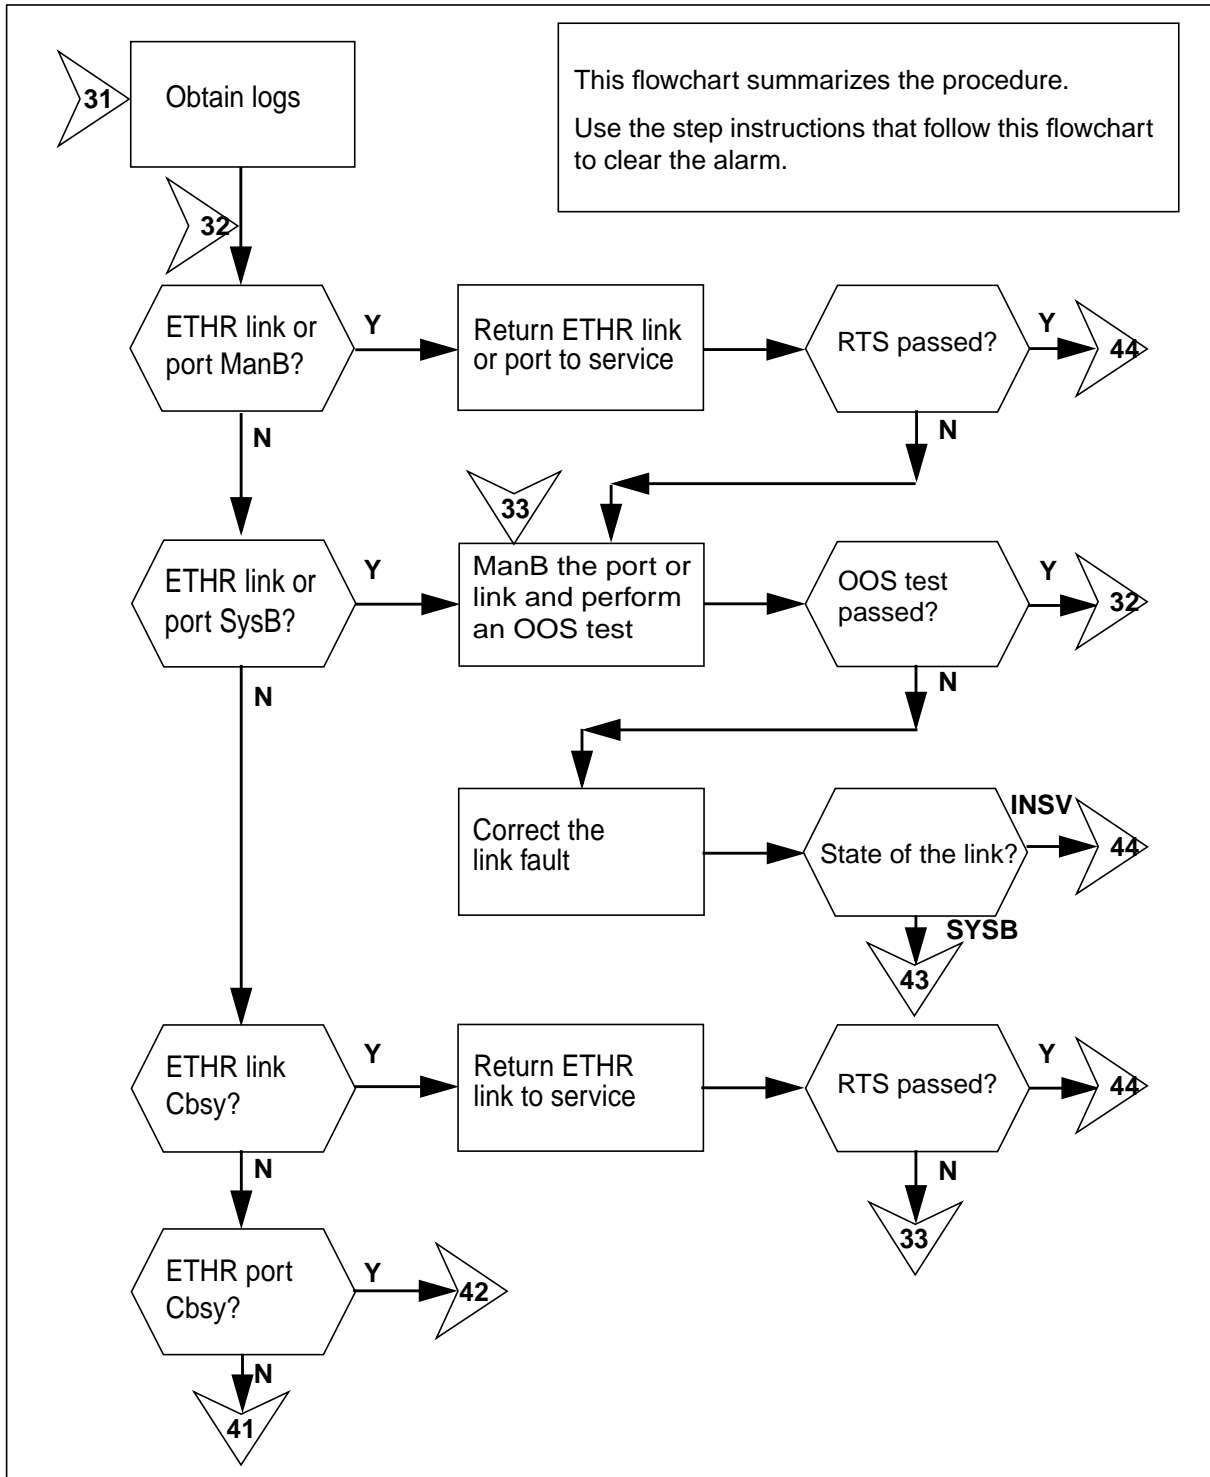 31
Obtain logs
This flowchart summarizes the procedure.
Use the step instructions that follow this flowchart
to clear the alarm.
32
ETHR link or
port ManB?
Y
Return ETHR link
or port to service
RTS passed?
Y
44
N
N
33
ETHR link or
port SysB?
Y
ManB the port or
link and perform
an OOS test
OOS test
passed?
Y
32
N
N
Correct the
link fault
State of the link?
INSV
44
SYSB
43
ETHR link
Cbsy?
Y
Return ETHR
link to service
RTS passed?
Y
44
N
N
33
ETHR port
Cbsy?
Y
42
N
41